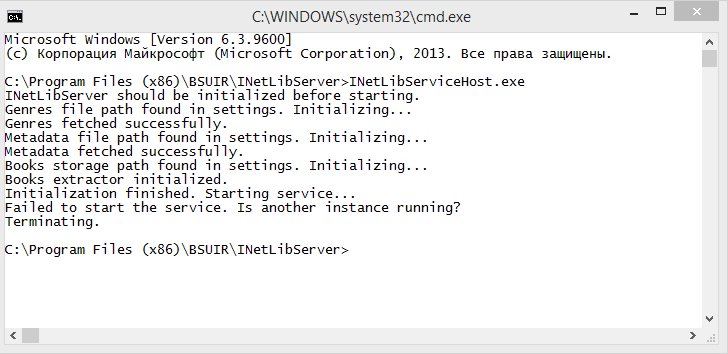 C:\WINDOWS\system32\cmd.exe
Microsoft Windows [Version 6.3.9600]
(c) Корпорация Майкрософт (Microsoft Corporation), 2013. Все права защищены.
C:\Program Files (x86)\BSUIR\INetLibServer>INetLibServiceHost.exe
INetLibServer should be initialized before starting.
Genres file path found in settings. Initializing...
Genres fetched successfully.
Metadata file path found in settings. Initializing...
Metadata fetched successfully.
Books storage path found in settings. Initializing...
Books extractor initialized.
Initialization finished. Starting service...
Failed to start the service. Is another instance running?
Terminating.
C:\Program Files (x86)\BSUIR\INetLibServer>